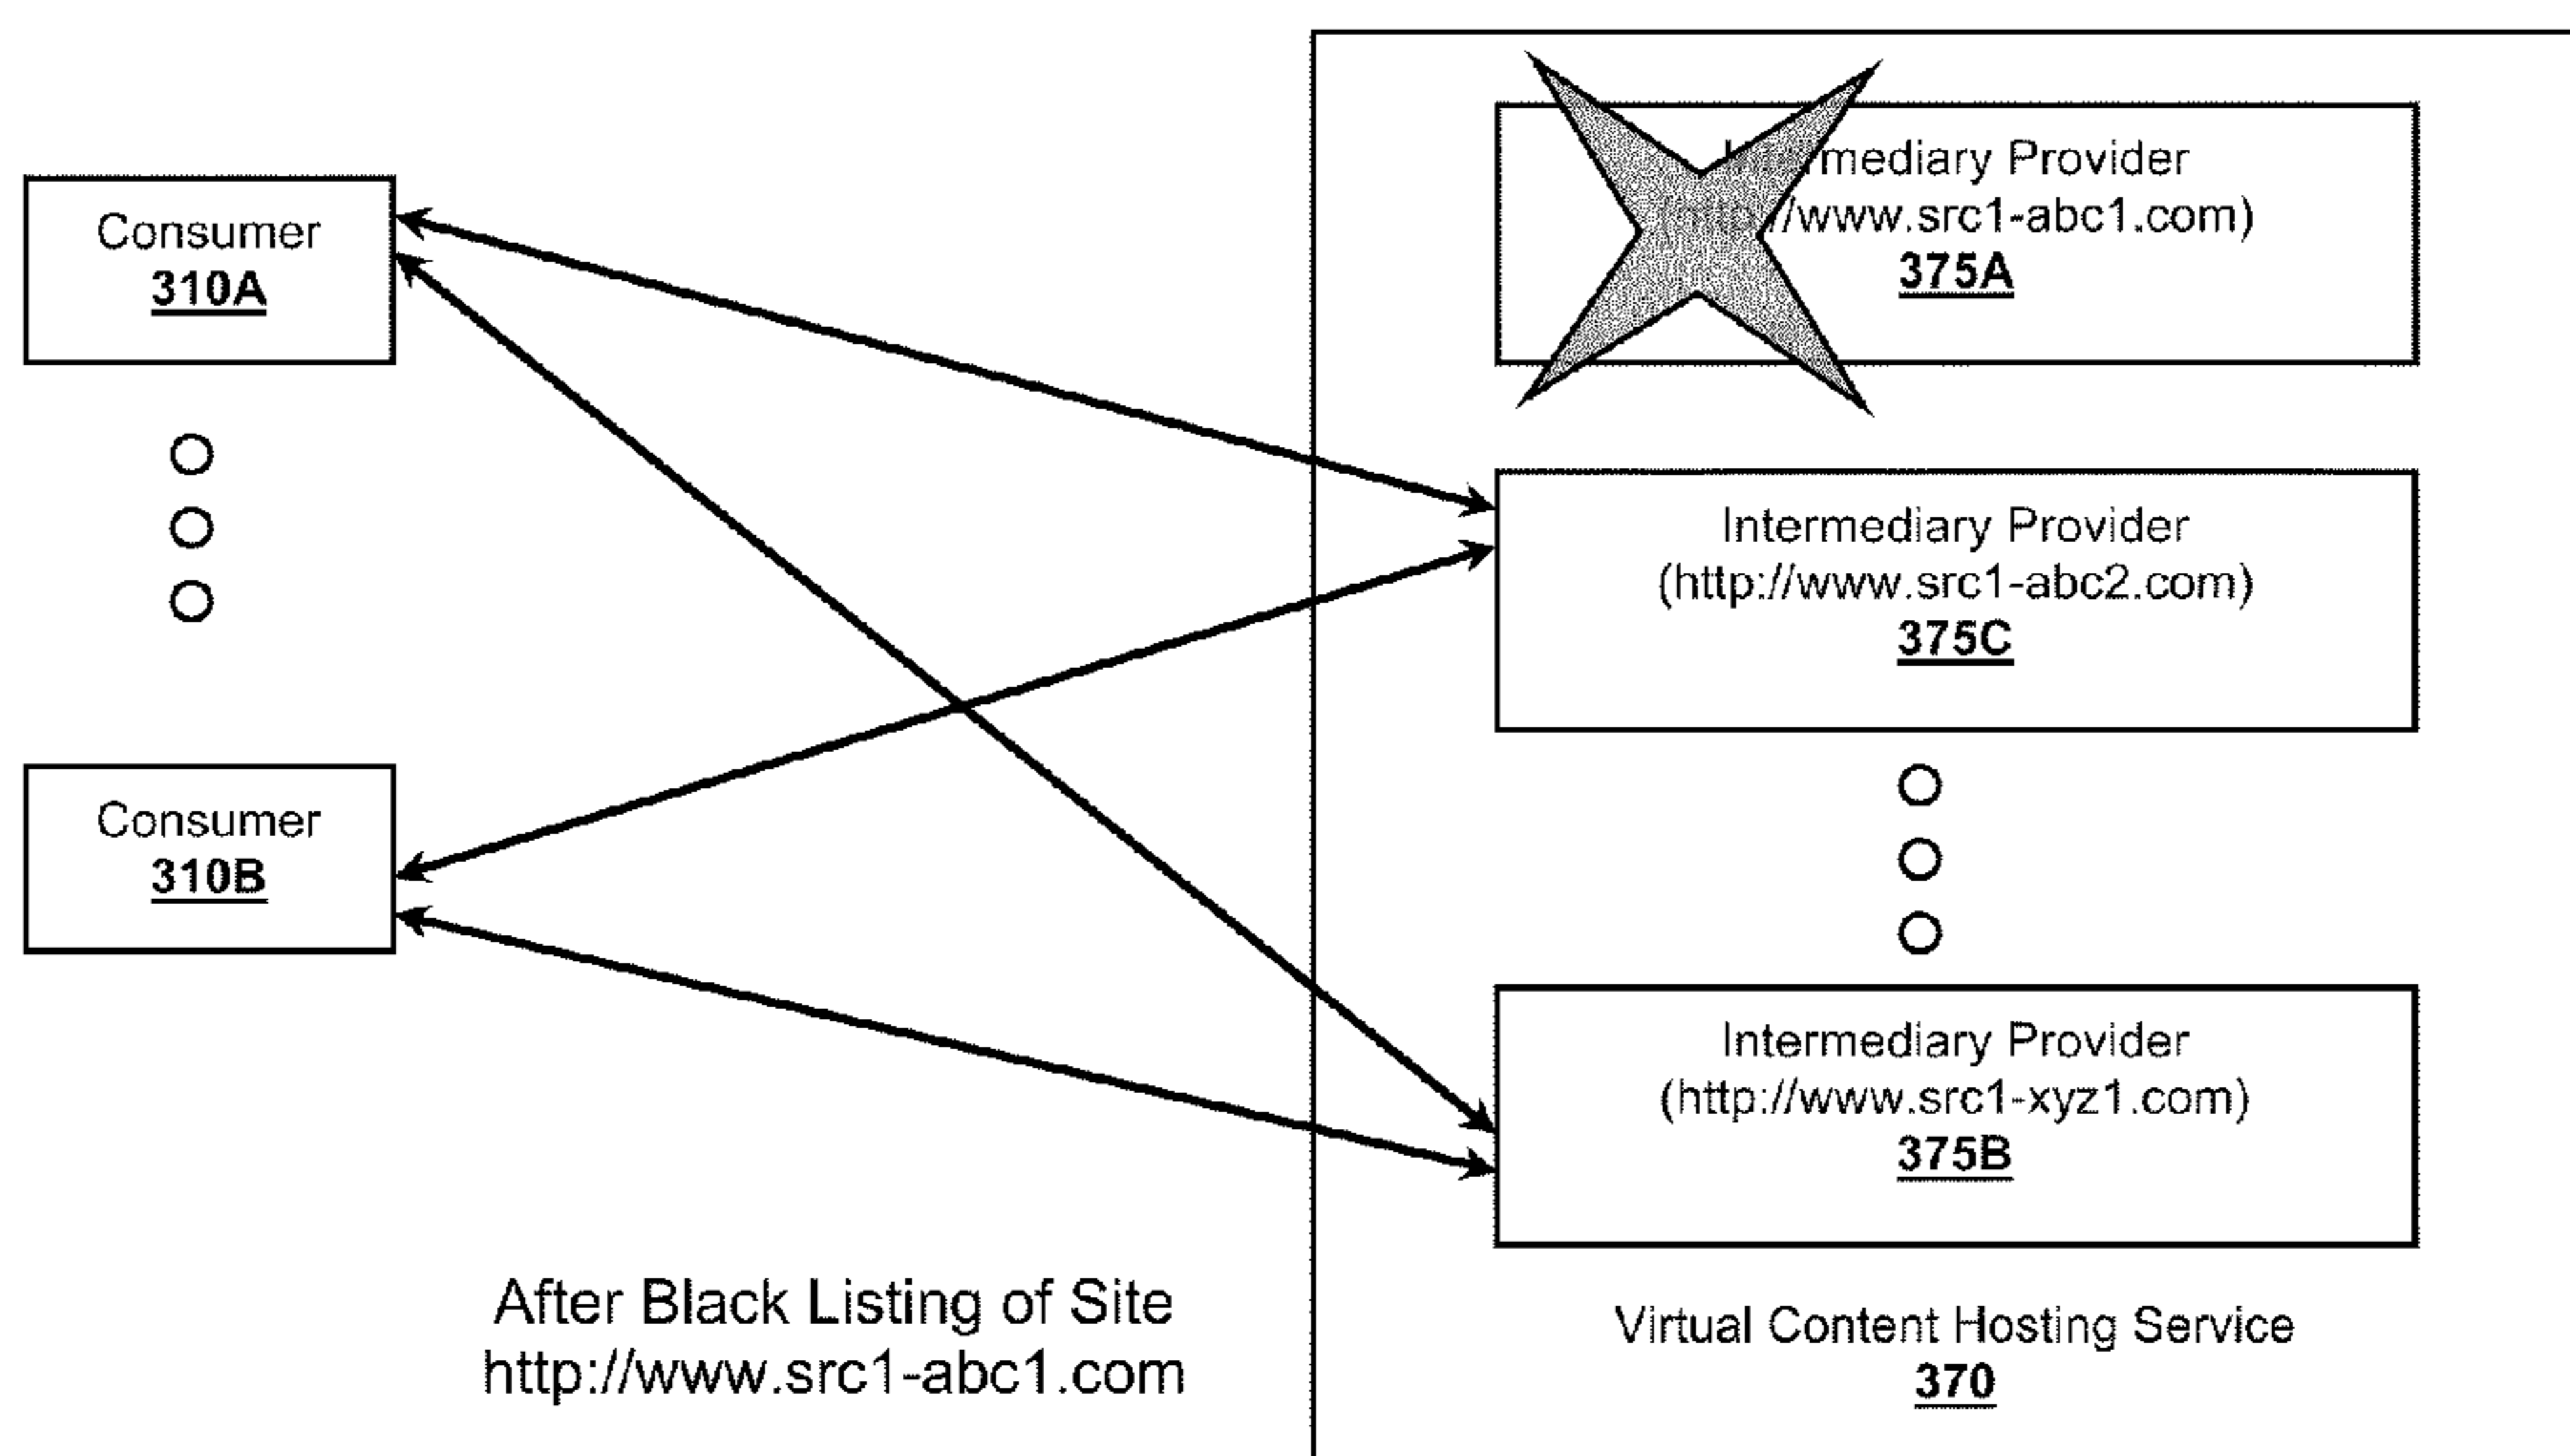 Consumer
310A
Consumer
310B
mediary Provider
//www.src1-abc1.com)
375A
Intermediary Provider
(http://www.src1-abc2.com)
375C
Intermediary Provider
(http://www.src1-xyz1.com)
375B
After Black Listing of Site
http://www.src1-abc1.com
Virtual Content Hosting Service
370